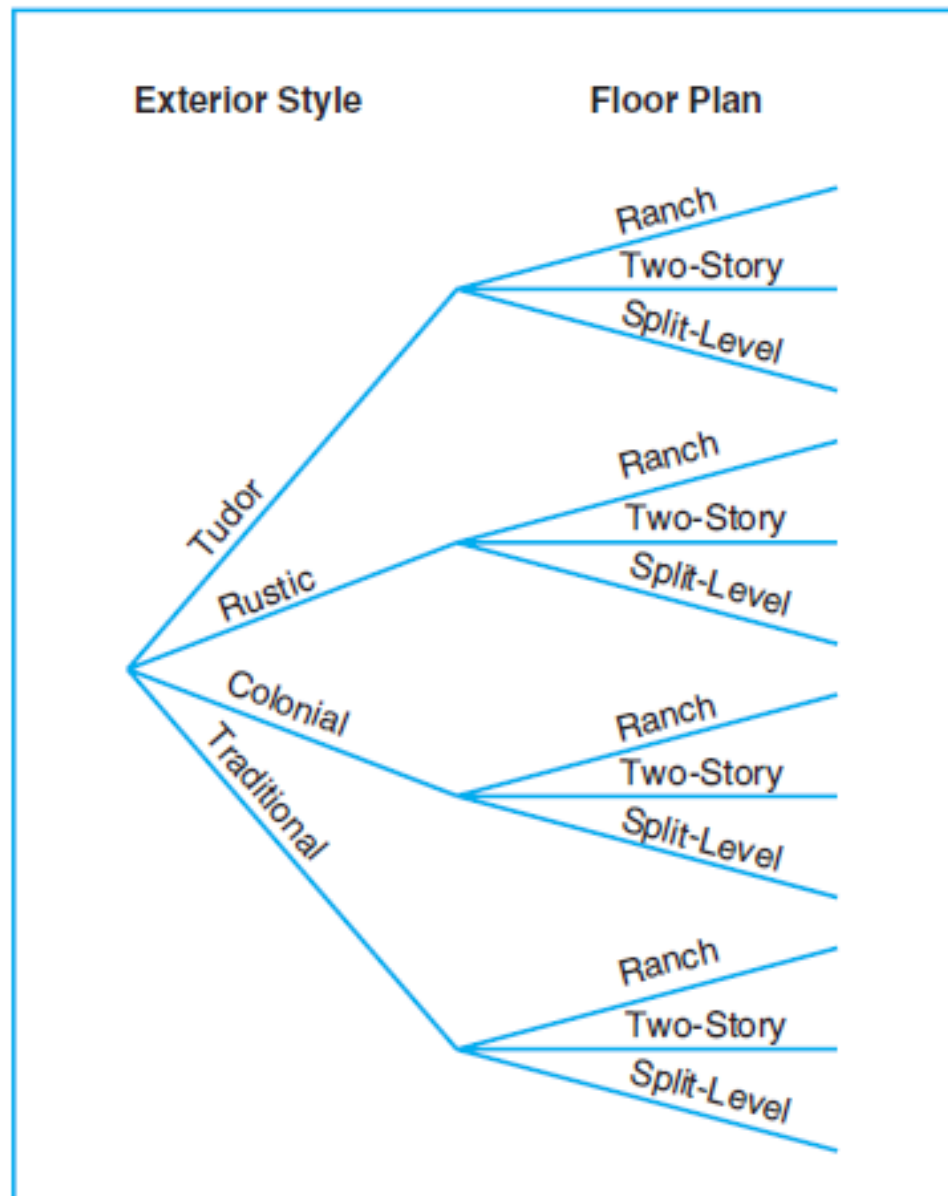 Exterior Style Floor Plan
Ranch
Two-Story
Split-Level
Tudor
Ranch
Two-Story
Split-Level
Rustic
Colonial
Ranch
Two-Story
Split-Level
Traditional
Ranch
Two-Story
Split-Level